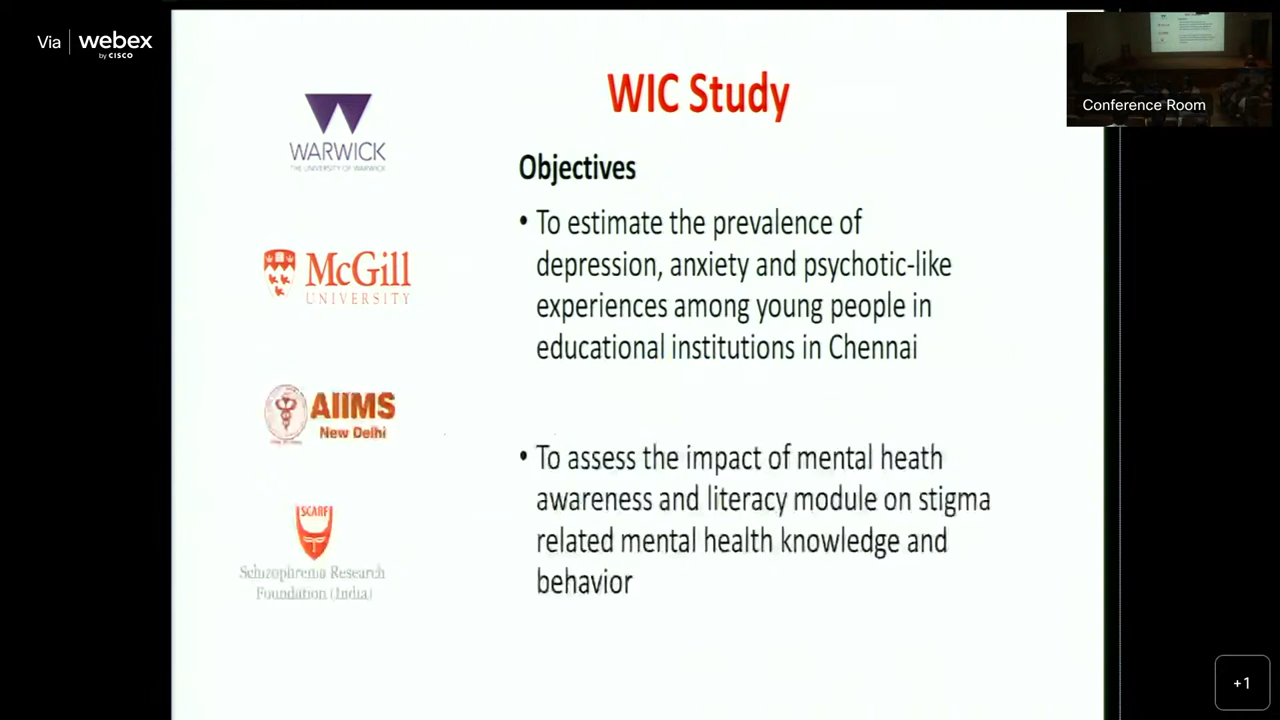 Via
webex
by CISCO
WIC Study
Conference Room
WARWICK
THE UNIVERSITY OF WARWICK
McGill
UNIVERSITY
AIIMS
New Delhi
SCARF
Schizophrenia Research
Foundation (India)
Objectives
• To estimate the prevalence of
depression, anxiety and psychotic-like
experiences among young people in
educational institutions in Chennai
• To assess the impact of mental heath
awareness and literacy module on stigma
related mental health knowledge and
behavior
+1